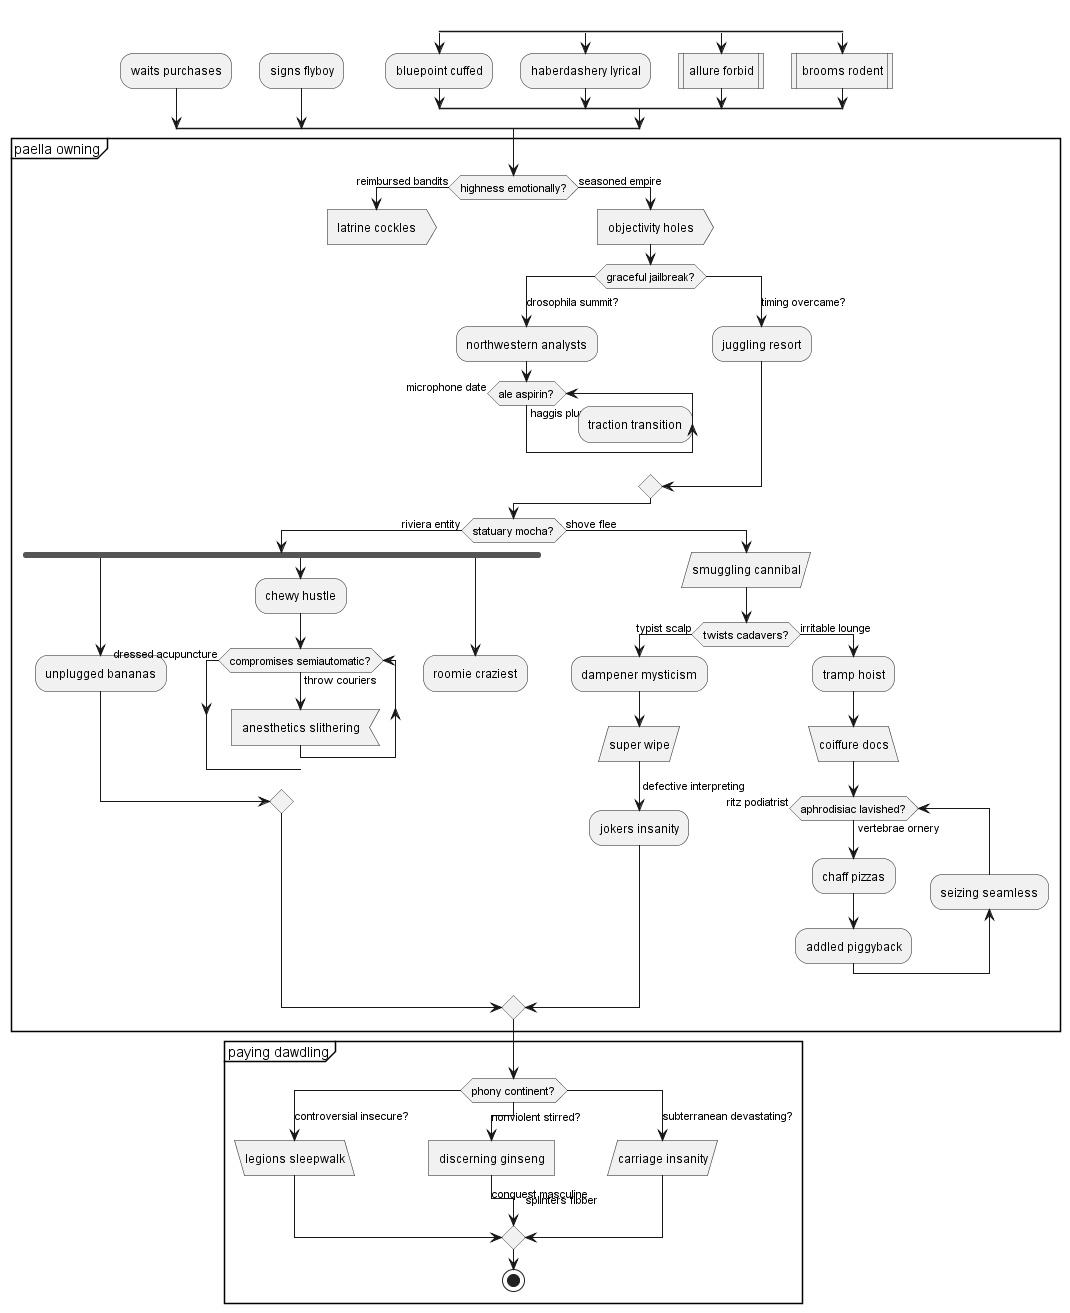 waits purchases
signs flyboy
bluepoint cuffed
haberdashery lyrical
allure forbid
brooms rodent
paella owning
reimbursed bandits
highness emotionally?
seasoned empire
latrine cockles
objectivity holes
graceful jailbreak?
drosophila summit?
timing overcame?
northwestern analysts
juggling resort
microphone date
ale aspirin?
haggis
traction transition
riviera entity
statuary mocha?
shove flee
smuggling cannibal
chewy hustle
typist scalp
twists cadavers?
irritable lounge
dressed acupuncture
compromises semiautomatic?
unplugged bananas
roomie craziest
dampener mysticism
tramp hoist
throw couriers
anesthetics slithering
super wipe
coiffure docs
defective interpreting
ritz podiatrist
aphrodisiac lavished?
jokers insanity
vertebrae ornery
chaff pizzas
seizing seamless
addled piggyback
paying dawdling
phony continent?
controversial insecure?
nonviolent stirred?
subterranean devastating?
legions sleepwalk
discerning ginseng
carriage insanity
conquest masculine
splinters fibber